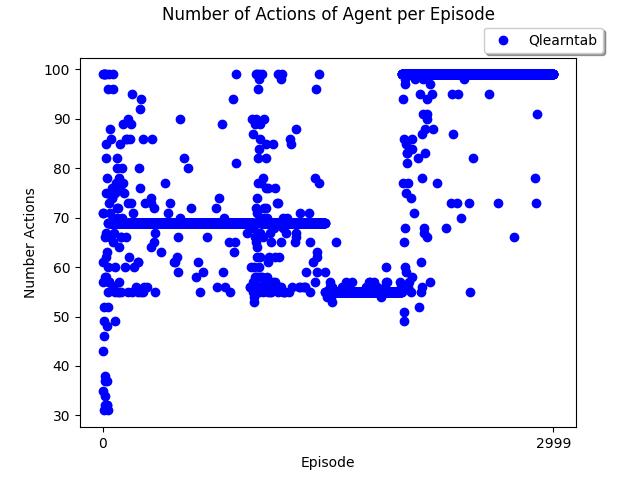 Number of Actions of Agent per Episode
Qlearntab
100
90
80
70
60
50
40
30
Number Actions
0
2999
Episode